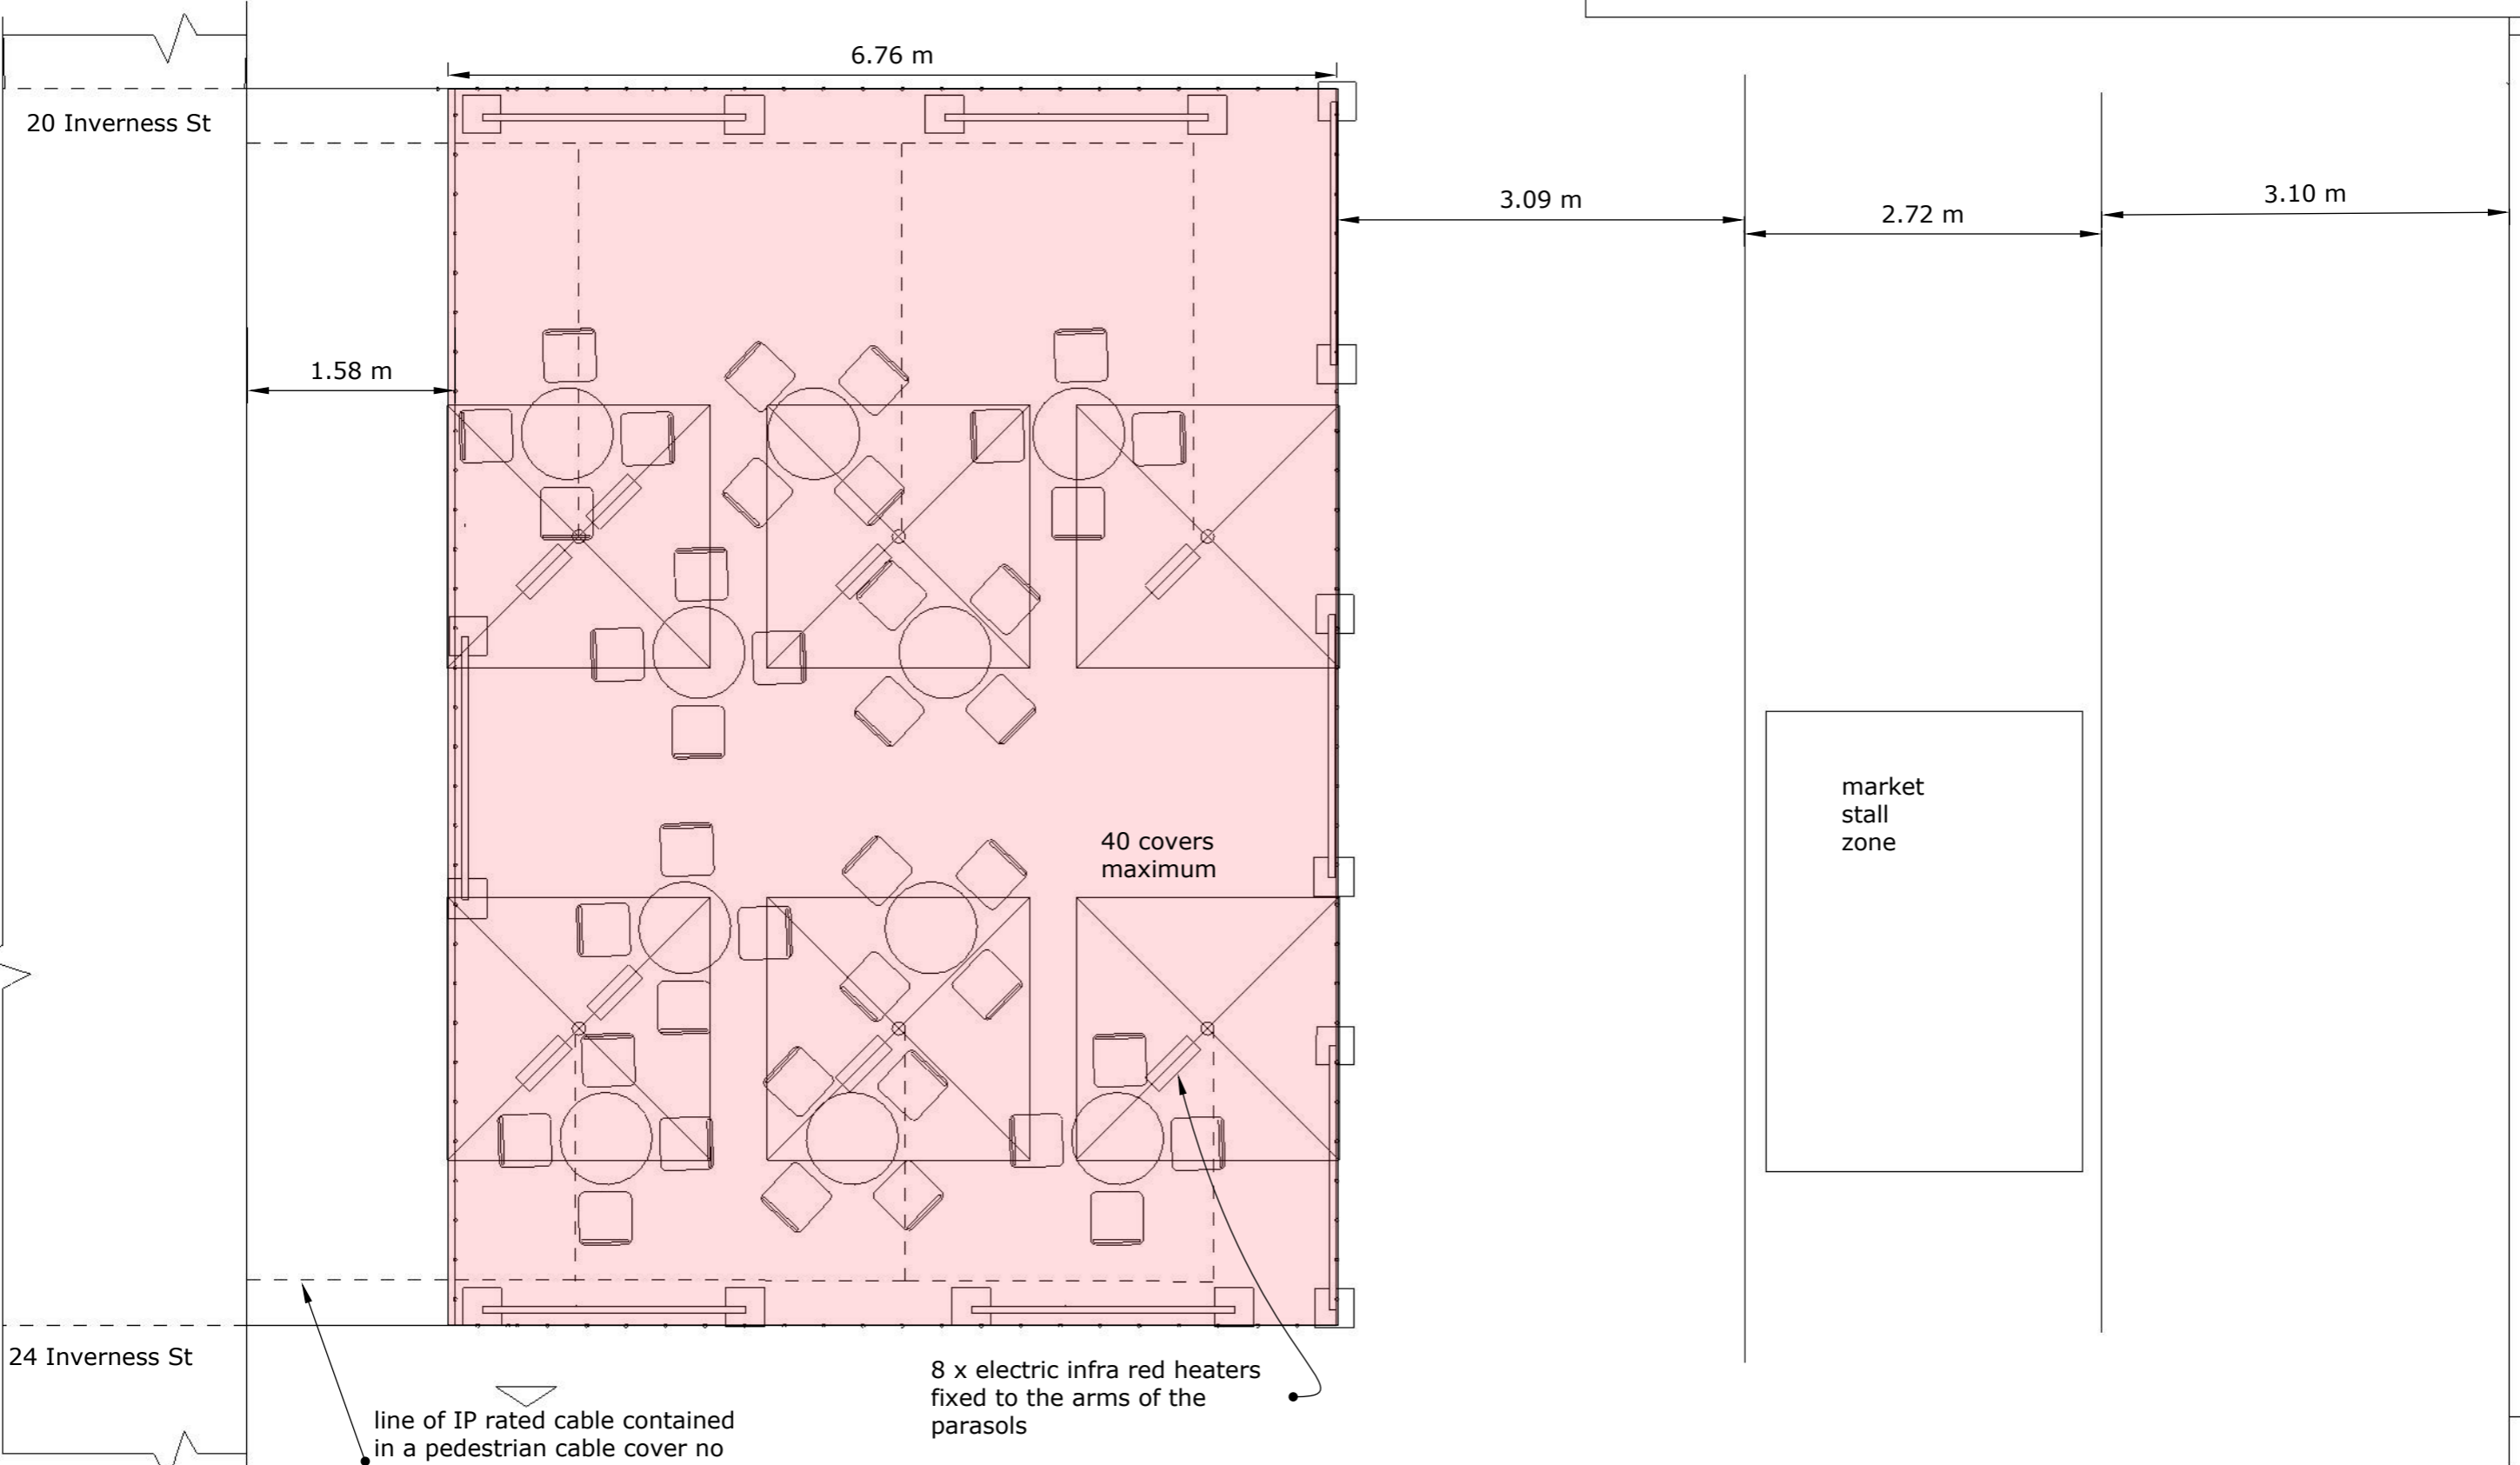 6.76 m
20 Inverness St
3.09 m
2.72 m
3.10 m
1.58 m
40 covers
maximum
market
stall
zone
24 Inverness St
8 x electric infra red heaters
fixed to the arms of the
parasols
line of IP rated cable contained
in a pedestrian cable cover no